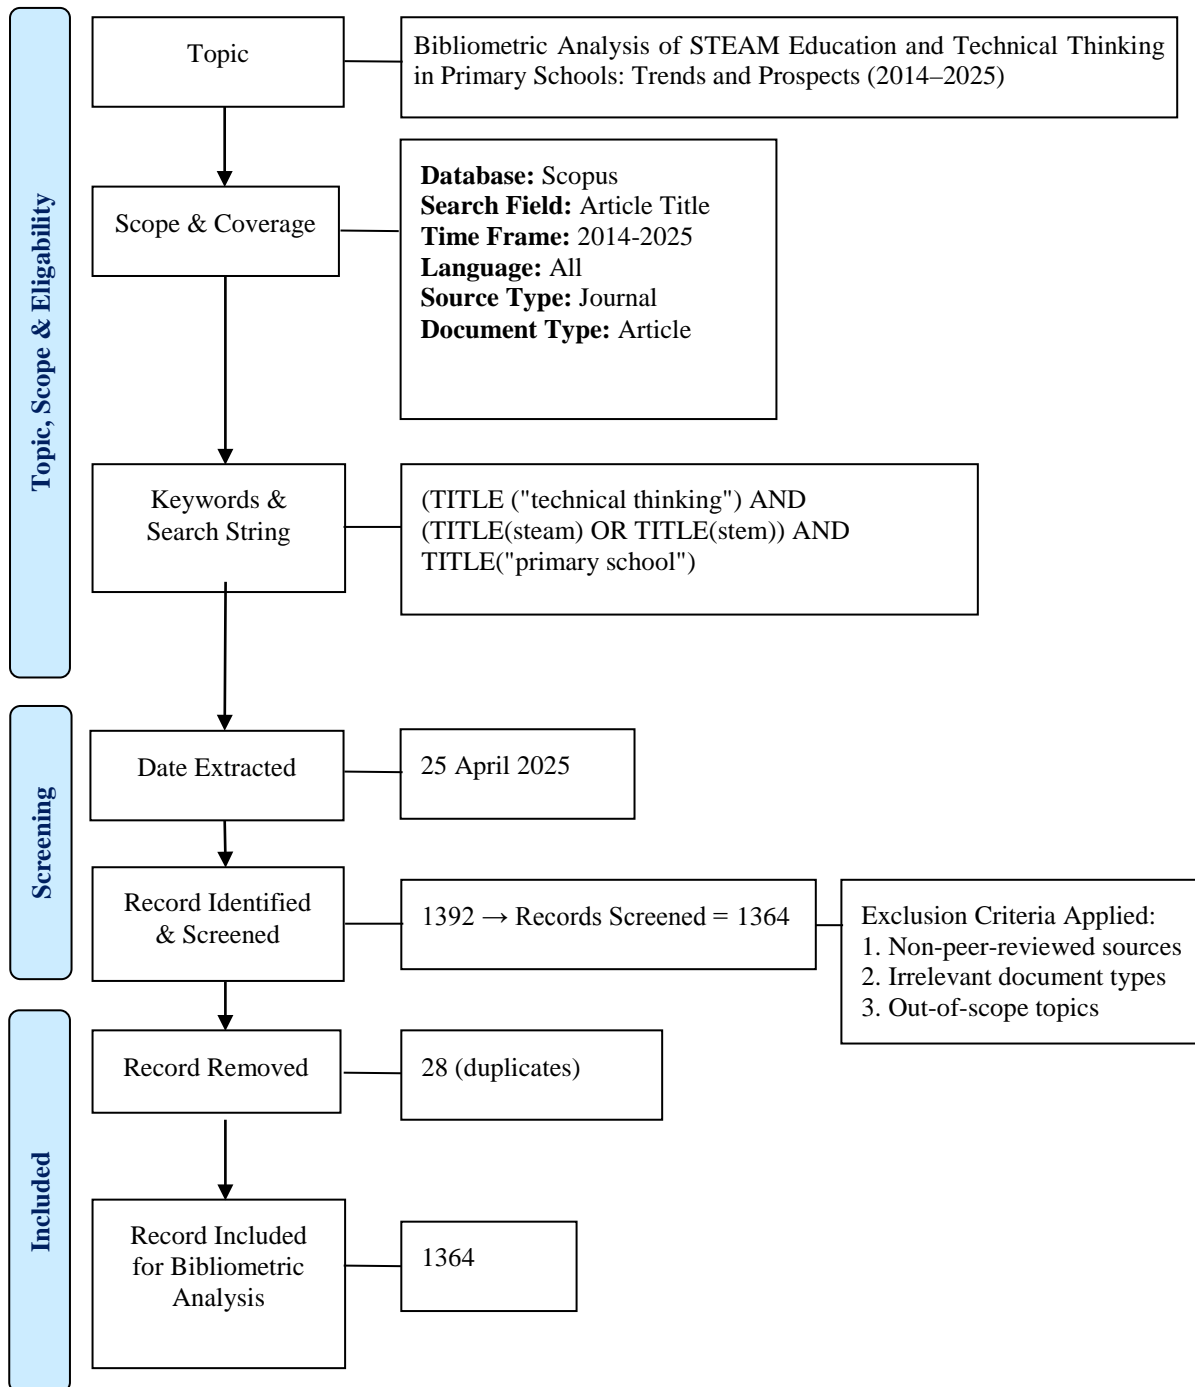 Topic, Scope & Eligability
Topic
Bibliometric Analysis of STEAM Education and Technical Thinking
in Primary Schools: Trends and Prospects (2014–2025)
Scope & Coverage
Database: Scopus
Search Field: Article Title
Time Frame: 2014-2025
Language: All
Source Type: Journal
Document Type: Article
Keywords &
Search String
(TITLE ("technical thinking") AND
(TITLE(steam) OR TITLE(stem)) AND
TITLE("primary school")
Screening
Date Extracted
25 April 2025
Record Identified
& Screened
1392 → Records Screened = 1364
Exclusion Criteria Applied:
1. Non-peer-reviewed sources
2. Irrelevant document types
3. Out-of-scope topics
Included
Record Removed
28 (duplicates)
Record Included
for Bibliometric
Analysis
1364